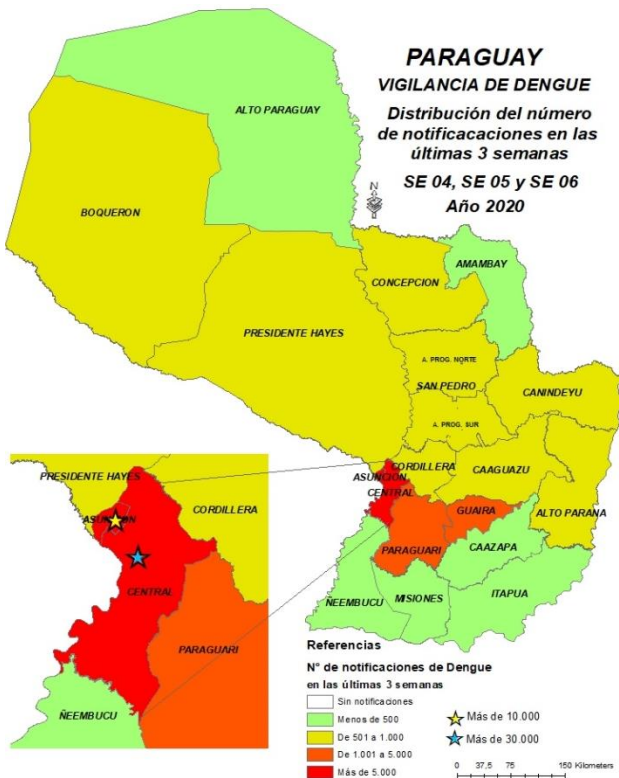 PARAGUAY
VIGILANCIA DE DENGUE
Distribución del número
de notificacaciones en las
últimas 3 semanas
SE 04, SE 05 y SE 06
Año 2020
N
ALTO PARAGUAY
BOQUERON
AMAMBAY
CONCEPCION
PRESIDENTE HAYES
A. PROG. NORTE
SAN PEDRO
CANINDEYU
A. PROG. SUR
CORDILLERA
CAAGUAZU
ASUNCION
CENTRAL
GUAIRA
ALTO PARANA
PARAGUARI
CAAZAPA
ÑEEMBUCU
MISIONES
ITAPUA
PRESIDENTE HAYES
CORDILLERA
ASUNCION
CENTRAL
PARAGUARI
ÑEEMBUCU
Referencias
N° de notificaciones de Dengue
en las últimas 3 semanas
Sin notificaciones
Menos de 500
De 501 a 1.000
De 1.001 a 5.000
Más de 5.000
Más de 10.000
Más de 30.000
0 37,5 75 150 Kilometers